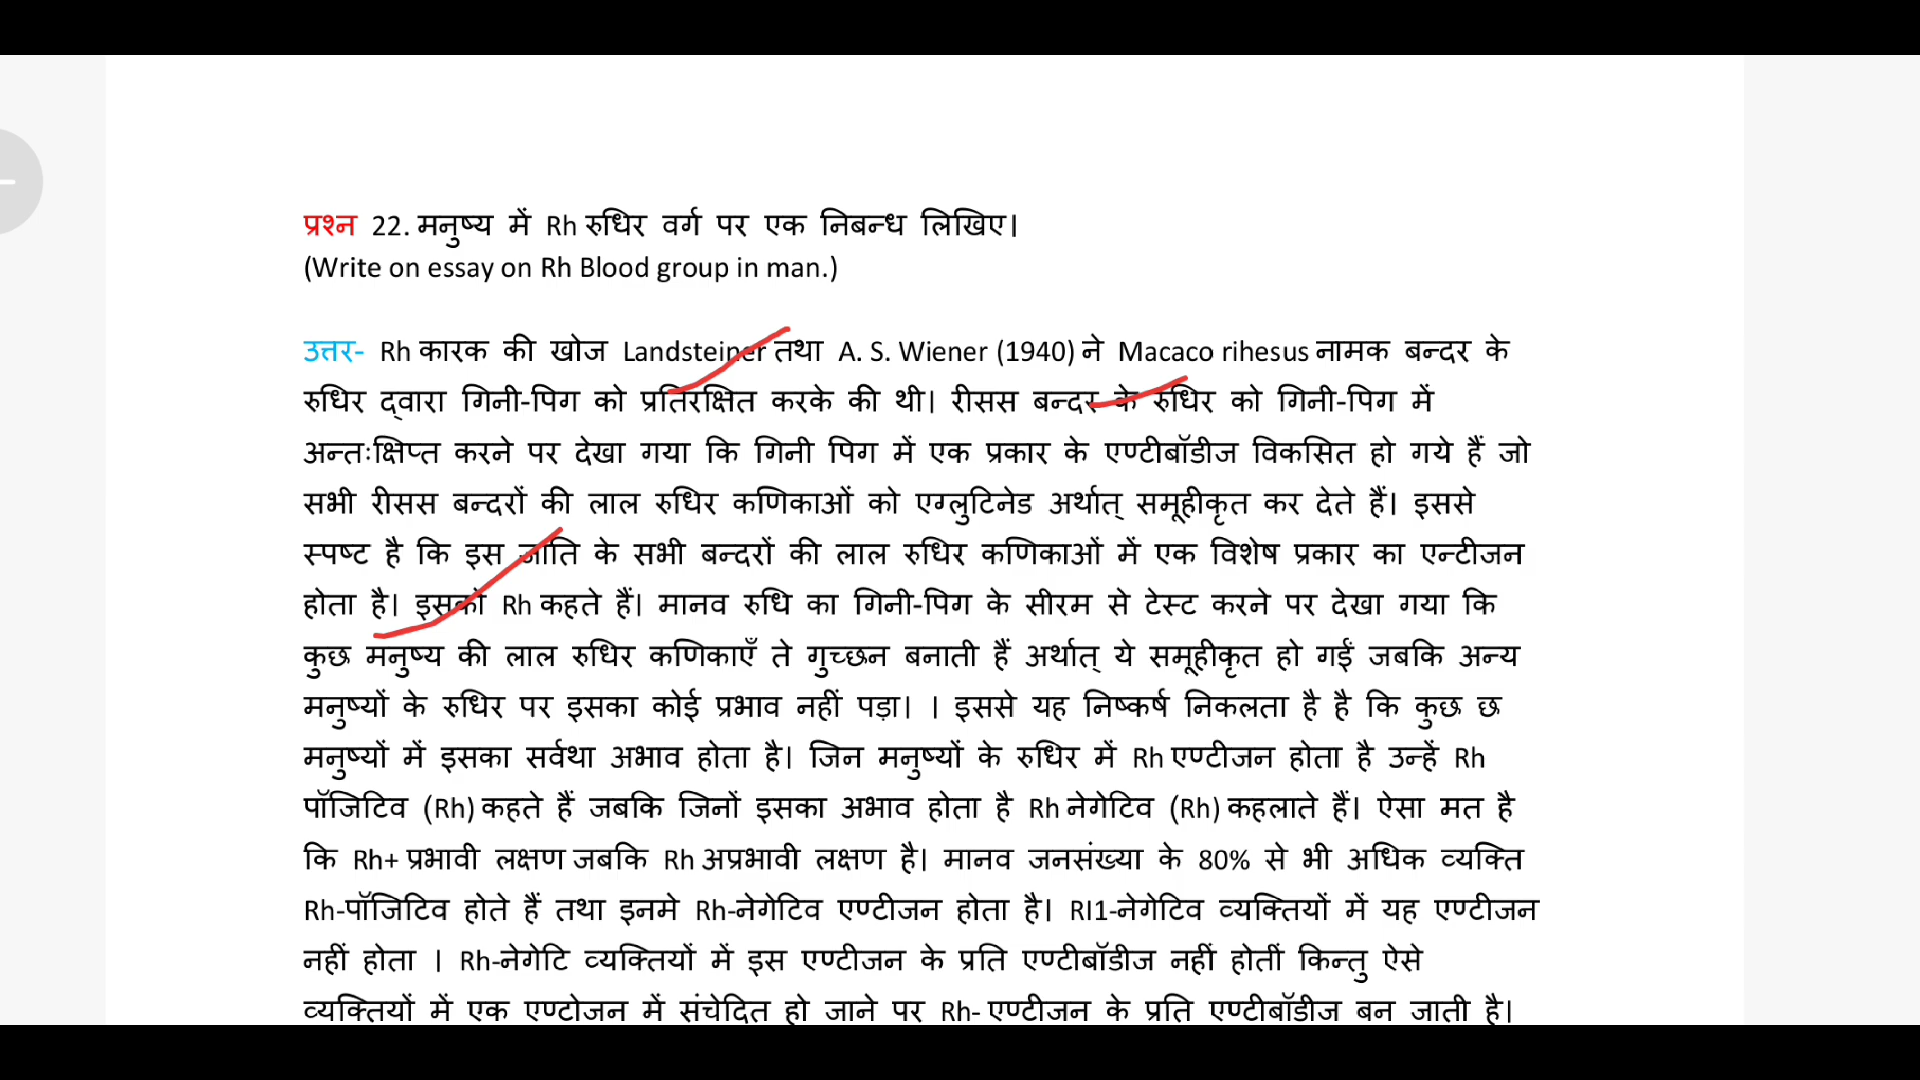 प्रश्न 22. मनुष्य में Rh रुधिर वर्ग पर एक निबन्ध लिखिए।
(Write on essay on Rh Blood group in man.)
उत्तर- Rh कारक की खोज Landsteiner तथा A. S. Wiener (1940) ने Macaco rihesus नामक बन्दर के
रुधिर द्वारा गिनी-पिग को प्रतिरक्षित करके की थी। रीसस बन्दर के रुधिर को गिनी-पिग में
अन्तःक्षिप्त करने पर देखा गया कि गिनी पिग में एक प्रकार के एण्टीबॉडीज विकसित हो गये हैं जो
सभी रीसस बन्दरों की लाल रुधिर कणिकाओं को एग्लुटिनेड अर्थात् समूहीकृत कर देते हैं। इससे
स्पष्ट है कि इस जाति के सभी बन्दरों की लाल रुधिर कणिकाओं में एक विशेष प्रकार का एन्टीजन
होता है। इसको Rh कहते हैं। मानव रुधि का गिनी-पिग के सीरम से टेस्ट करने पर देखा गया कि
कुछ मनुष्य की लाल रुधिर कणिकाएँ ते गुच्छन बनाती हैं अर्थात् ये समूहीकृत हो गईं जबकि अन्य
मनुष्यों के रुधिर पर इसका कोई प्रभाव नहीं पड़ा। । इससे यह निष्कर्ष निकलता है है कि कुछ छ
मनुष्यों में इसका सर्वथा अभाव होता है। जिन मनुष्यों के रुधिर में Rh एण्टीजन होता है उन्हें Rh
पॉजिटिव (Rh) कहते हैं जबकि जिनों इसका अभाव होता है Rh नेगेटिव (Rh) कहलाते हैं। ऐसा मत है
कि Rh+ प्रभावी लक्षण जबकि Rh अप्रभावी लक्षण है। मानव जनसंख्या के 80% से भी अधिक व्यक्ति
Rh-पॉजिटिव होते हैं तथा इनमे Rh-नेगेटिव एण्टीजन होता है। RI1-नेगेटिव व्यक्तियों में यह एण्टीजन
नहीं होता । Rh-नेगेटि व्यक्तियों में इस एण्टीजन के प्रति एण्टीबॉडीज नहीं होतीं किन्तु ऐसे
व्यक्तियों में एक एण्टोजन में संचेदित हो जाने पर Rh- एण्टीजन के प्रति एण्टीबॉडीज बन जाती है।